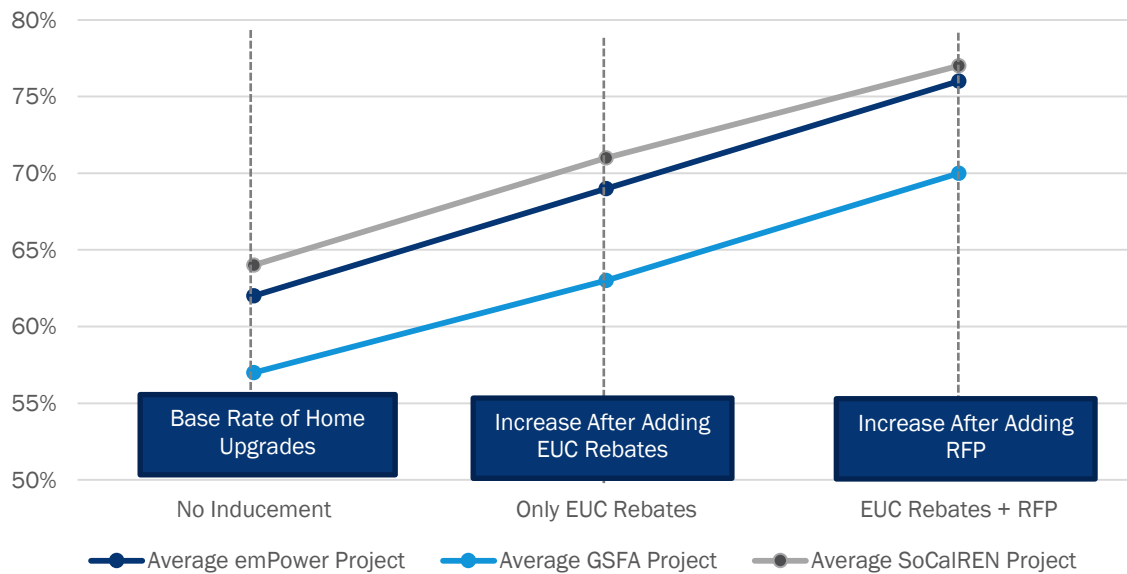 80%
75%
70%
65%
60%
55%
50%
Base Rate of Home
Upgrades
Increase After Adding
EUC Rebates
Increase After Adding
RFP
No Inducement
Only EUC Rebates
EUC Rebates + RFP
Average emPower Project
Average GSFA Project
Average SoCalREN Project